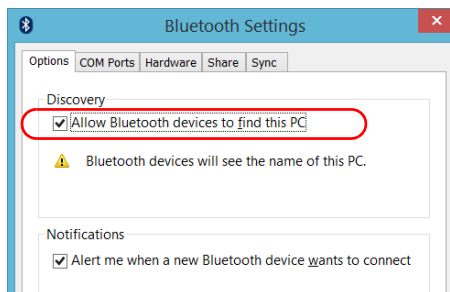 Bluetooth Settings
Options COM Ports Hardware Share Sync
Discovery
Allow Bluetooth devices to find this PC
Bluetooth devices will see the name of this PC.
Notifications
Alert me when a new Bluetooth device wants to connect